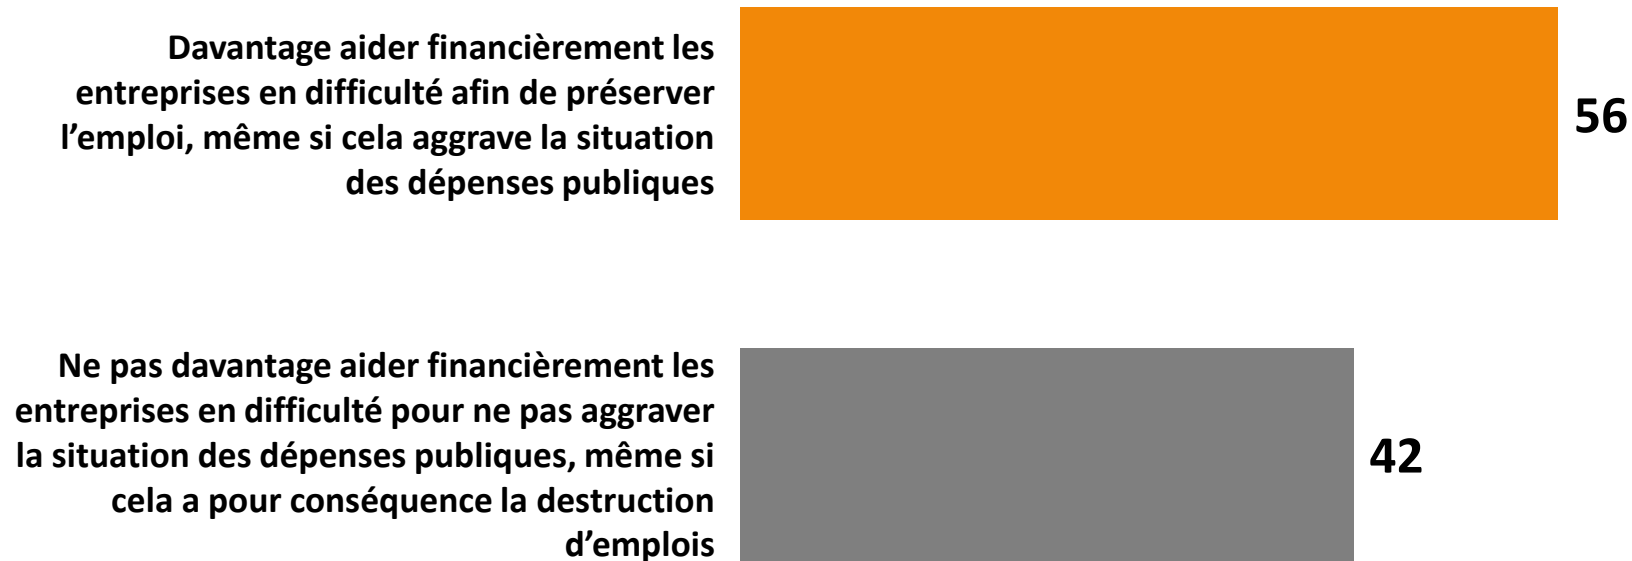 Davantage aider financièrement les
entreprises en difficulté afin de préserver
l’emploi, même si cela aggrave la situation
des dépenses publiques
56
Ne pas davantage aider financièrement les
entreprises en difficulté pour ne pas aggraver
la situation des dépenses publiques, même si
cela a pour conséquence la destruction
d’emplois
42